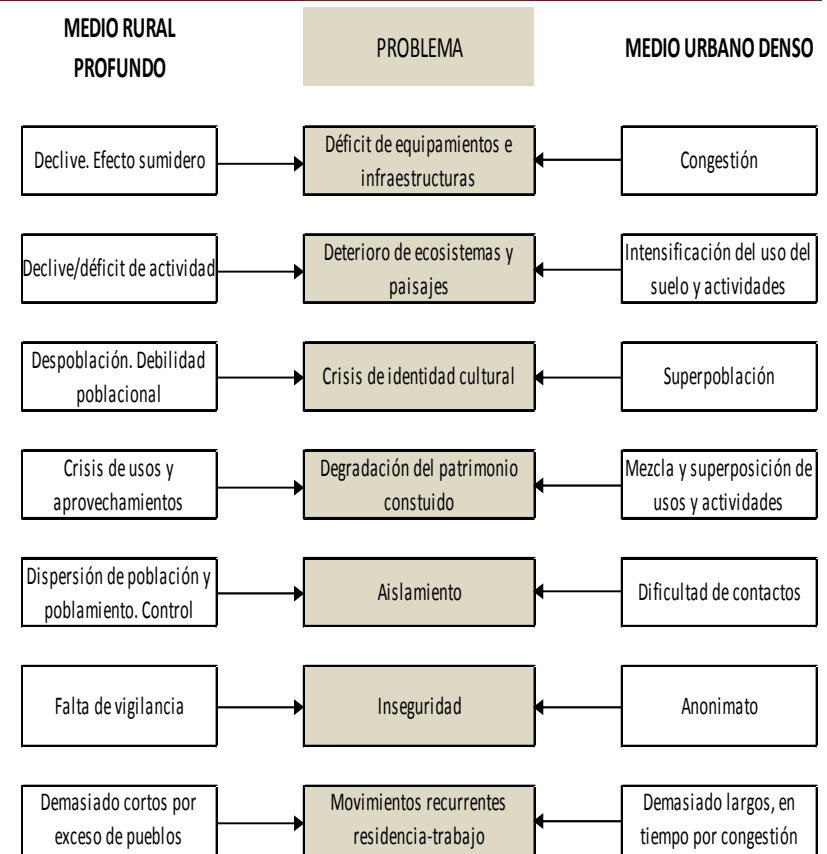 MEDIO RURAL
PROFUNDO
PROBLEMA
MEDIO URBANO DENSO
Declive. Efecto sumidero
Déficit de equipamientos e
infraestructuras
Congestión
Declive/déficit de actividad
Deterioro de ecosistemas y
paisajes
Intensificación del uso del
suelo y actividades
Despoblación. Debilidad
poblacional
Crisis de identidad cultural
Superpoblación
Crisis de usos y
aprovechamientos
Degradación del patrimonio
constuido
Mezcla y superposición de
usos y actividades
Dispersión de población y
poblamiento. Control
Aislamiento
Dificultad de contactos
Falta de vigilancia
Inseguridad
Anonimato
Demasiado cortos por
exceso de pueblos
Movimientos recurrentes
residencia-trabajo
Demasiado largos, en
tiempo por congestión